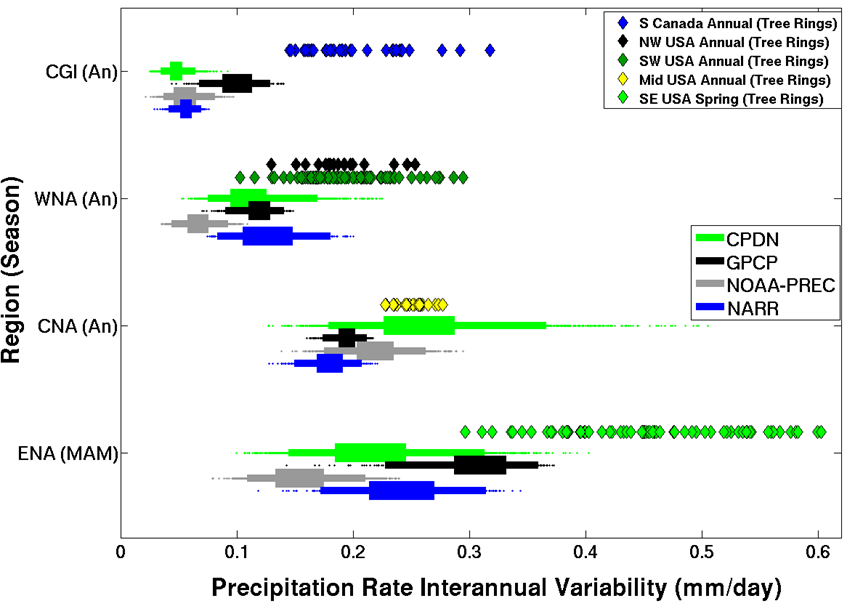 S Canada Annual (Tree Rings)
NW USA Annual (Tree Rings)
SW USA Annual (Tree Rings)
Mid USA Annual (Tree Rings)
SE USA Spring (Tree Rings)
CGI (An)
WNA (An)
CNA (An)
ENA (MAM)
Region (Season)
CPDN
GPCP
NOAA-PREC
NARR
0 0.1 0.2 0.3 0.4 0.5 0.6
Precipitation Rate Interannual Variability (mm/day)